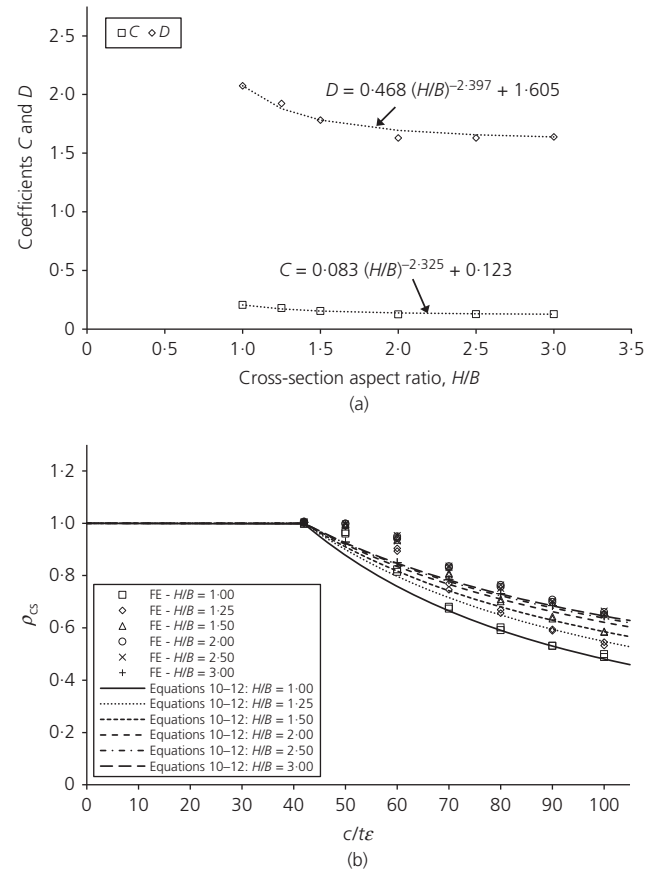 2·5
2·0
1·5
1·0
0·5
0
Coefficients C and D
C D
D = 0·468 (H/B)–2·397 + 1·605
C = 0·083 (H/B)–2·325 + 0·123
0 0·5 1·0 1·5 2·0 2·5 3·0 3·5
Cross-section aspect ratio, H/B
(a)
1·2
1·0
0·8
0·6
0·4
0·2
0
ρcs
FE - H/B = 1·00
FE - H/B = 1·25
FE - H/B = 1·50
FE - H/B = 2·00
FE - H/B = 2·50
FE - H/B = 3·00
Equations 10–12: H/B = 1·00
Equations 10–12: H/B = 1·25
Equations 10–12: H/B = 1·50
Equations 10–12: H/B = 2·00
Equations 10–12: H/B = 2·50
Equations 10–12: H/B = 3·00
0 10 20 30 40 50 60 70 80 90 100
c/tε
(b)